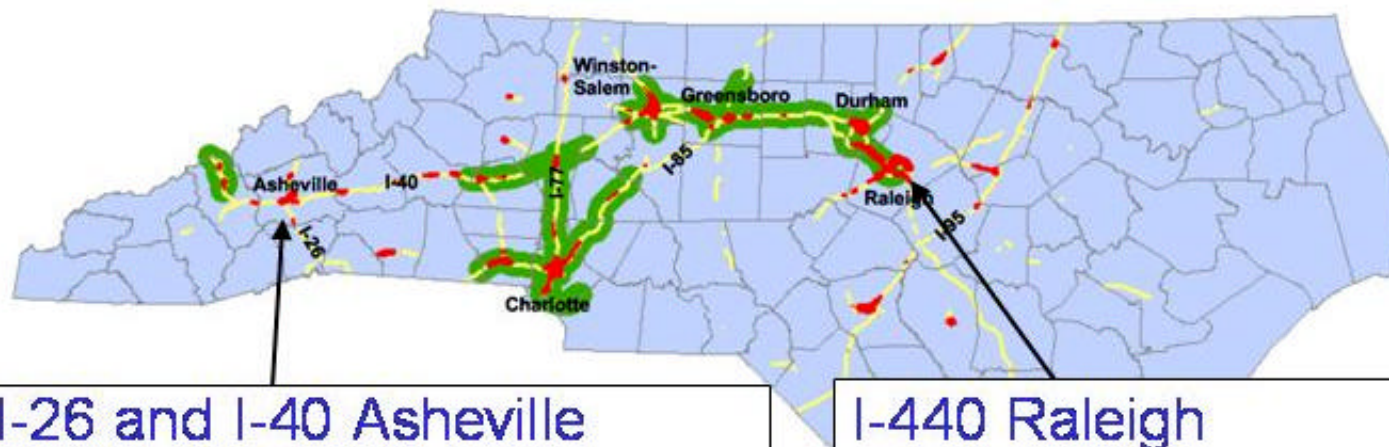 Winston-
Salem
Greensboro
Durham
I-85
I-77
Asheville
I-40
Raleigh
I-26
I-95
Charlotte
I-26 and I-40 Asheville
I-440 Raleigh